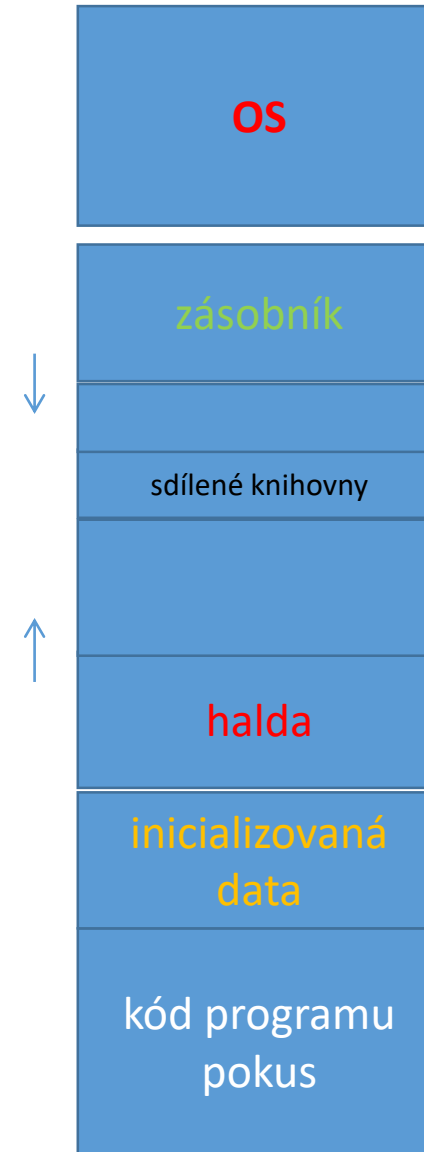 OS
zásobník
sdílené knihovny
halda
inicializovaná
data
kód programu
pokus